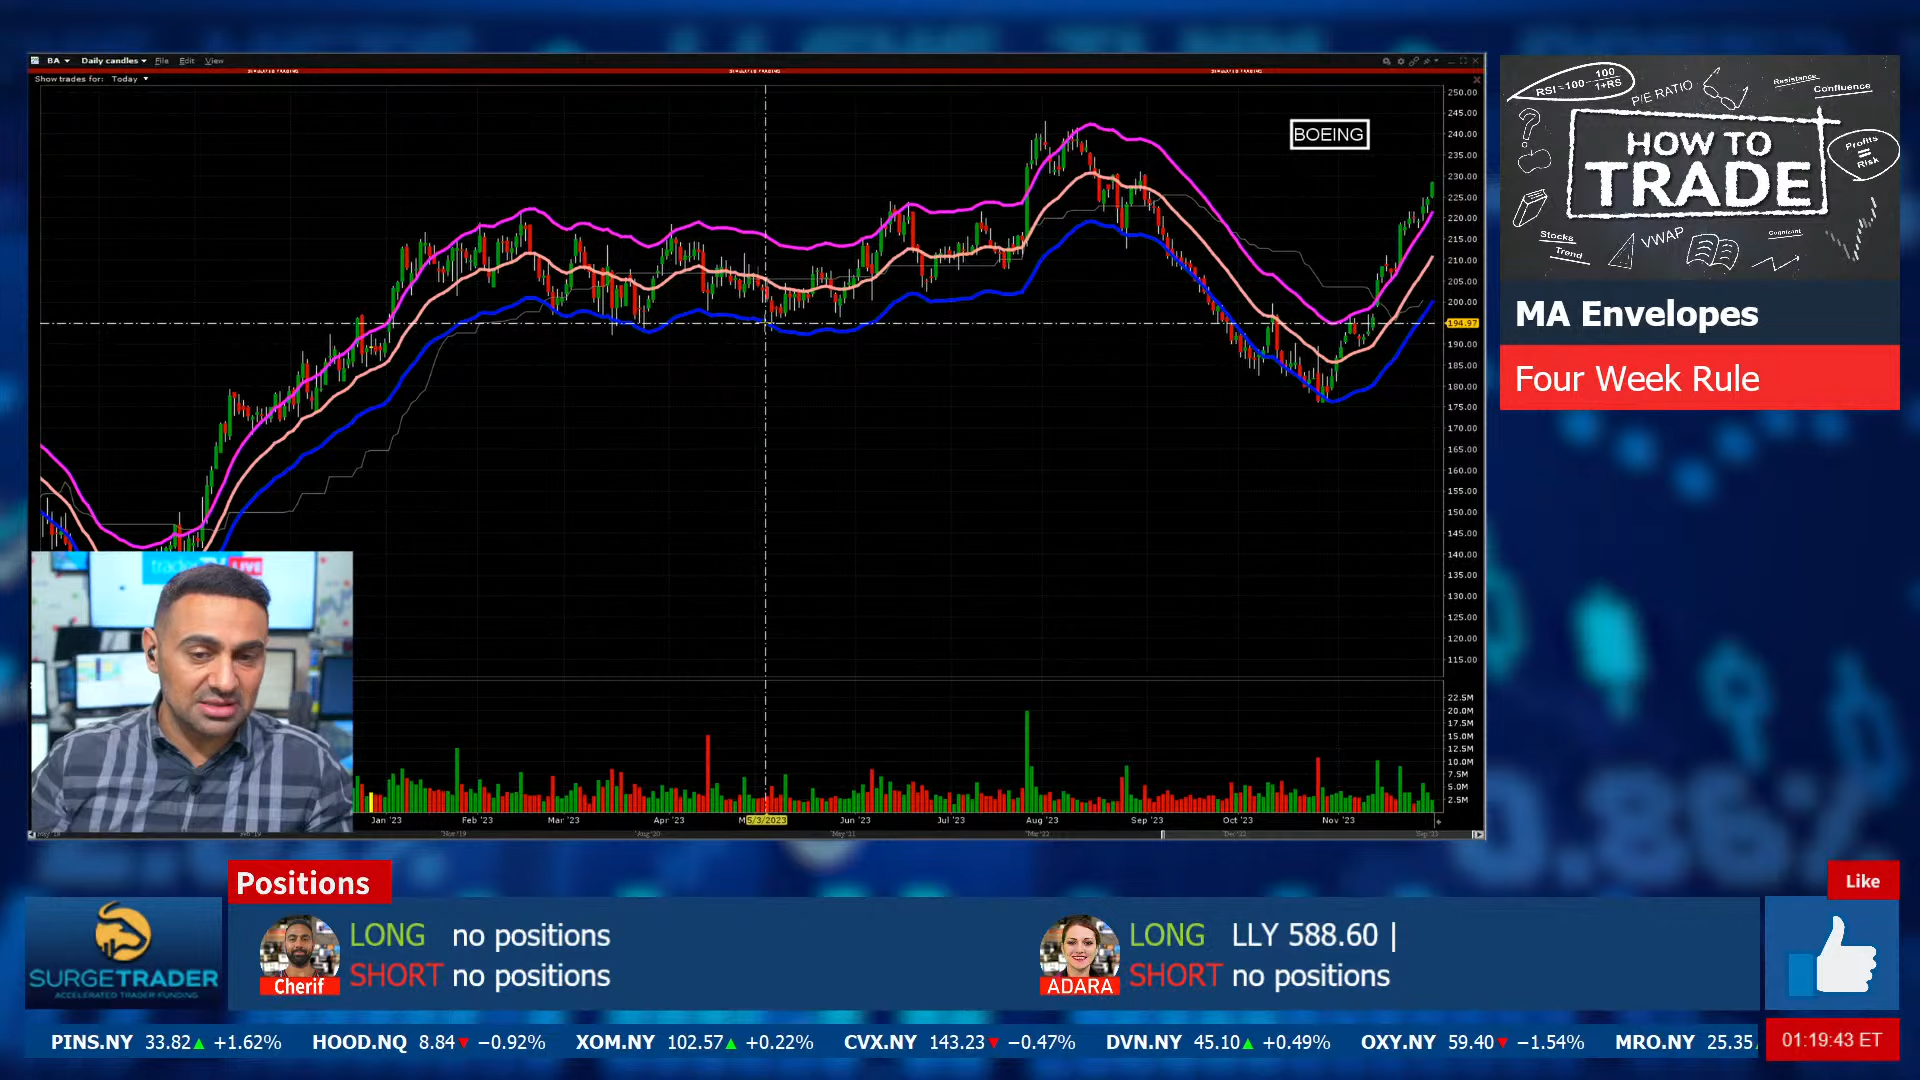 BA Daily candles File Edit View
Show trades for: Today
BOEING
250.00
245.00
240.00
235.00
230.00
225.00
220.00
215.00
210.00
205.00
200.00
194.97
190.00
185.00
180.00
175.00
170.00
165.00
160.00
155.00
150.00
145.00
140.00
135.00
130.00
125.00
120.00
115.00
22.5M
20.0M
17.5M
15.0M
12.5M
10.0M
7.5M
5.0M
2.5M
Jan '23 Feb '23 Mar '23 Apr '23 5/3/2023 Jun '23 Jul '23 Aug '23 Sep '23 Oct '23 Nov '23
LIVE
RSI=100- 100
1+RS
P/E RATIO
Resistance
Confluence
HOW TO
TRADE
Profits
=
Risk
Stocks
Trend
VWAP
MA Envelopes
Four Week Rule
Positions
Like
SURGETRADER
ACCELERATED TRADER FUNDING
Cherif
LONG no positions
SHORT no positions
ADARA
LONG LLY 588.60 |
SHORT no positions
PINS.NY 33.82▲ +1.62% HOOD.NQ 8.84▼ −0.92% XOM.NY 102.57▲ +0.22% CVX.NY 143.23▼ −0.47% DVN.NY 45.10▲ +0.49% OXY.NY 59.40▼ −1.54% MRO.NY 25.35
01:19:43 ET